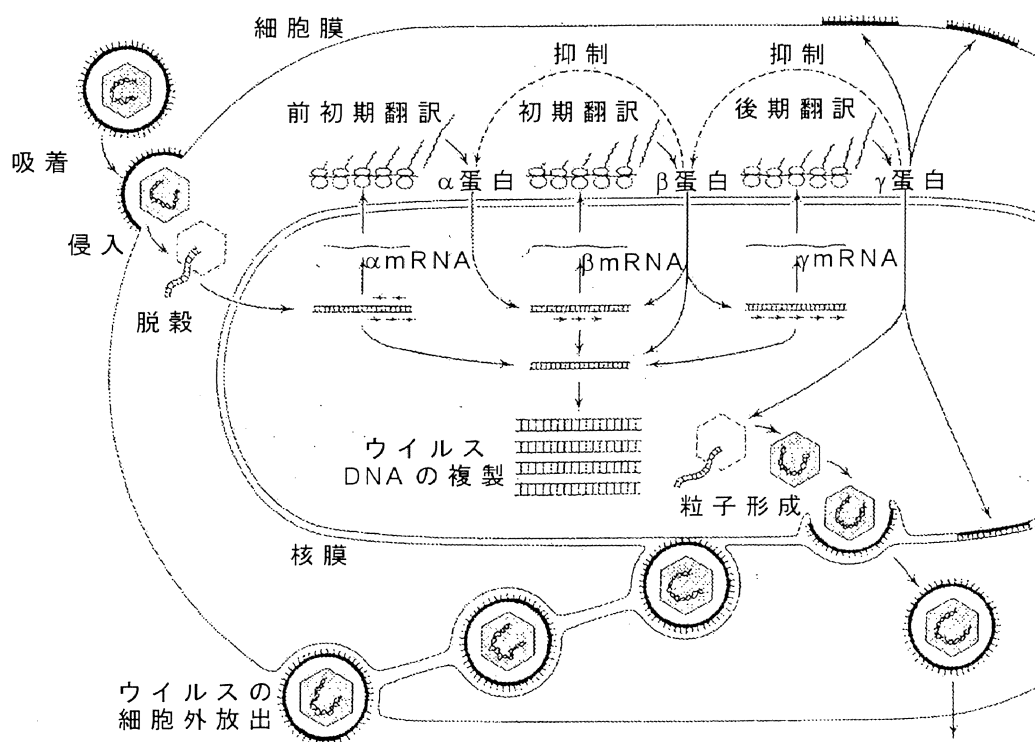 細胞膜
抑制
抑制
前初期翻訳
初期翻訳
後期翻訳
吸着
α蛋白
β蛋白
γ蛋白
侵入
αmRNA
βmRNA
γmRNA
脱穀
ウイルス
DNAの複製
粒子形成
核膜
ウイルスの
細胞外放出